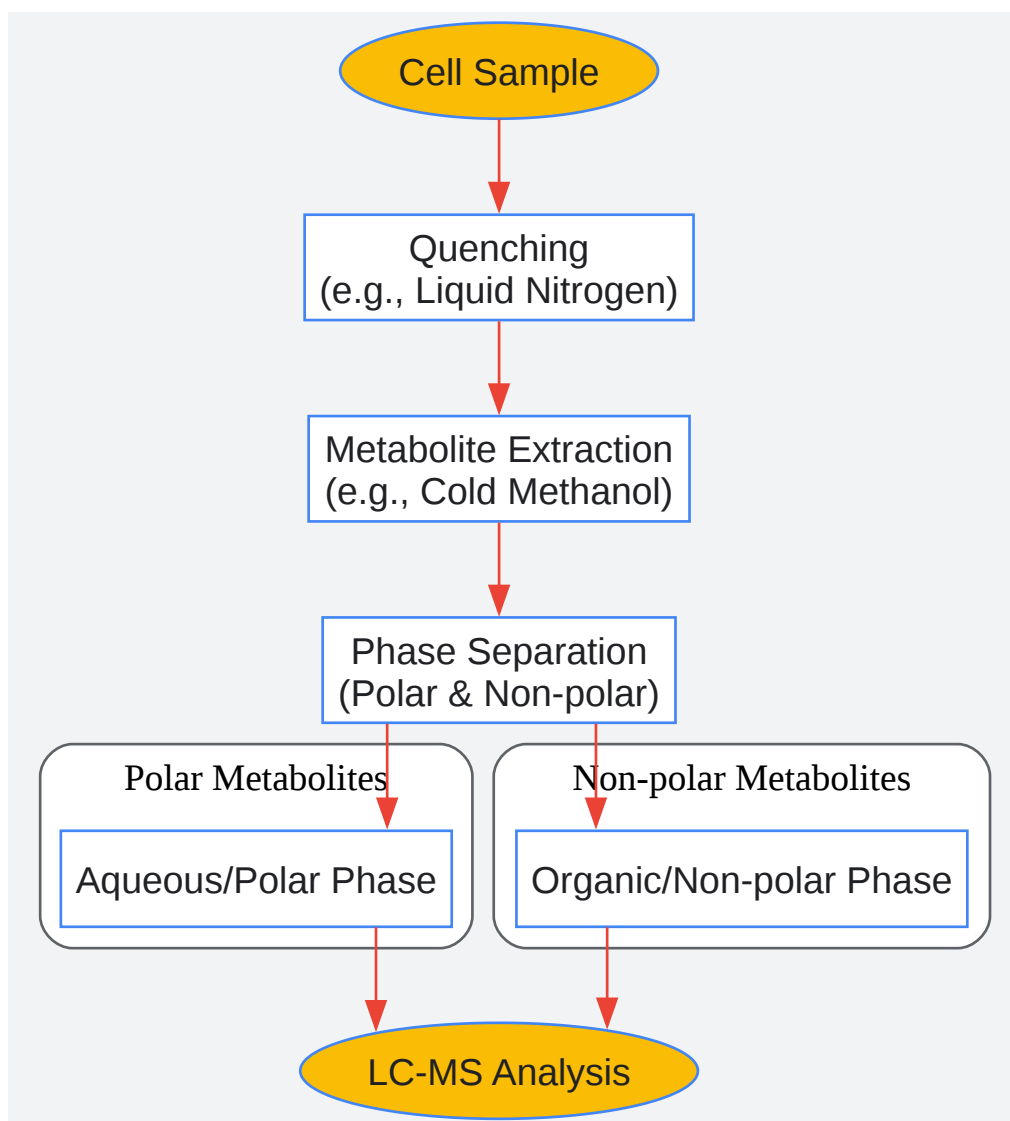 Cell Sample
Quenching
(e.g., Liquid Nitrogen)
Metabolite Extraction
(e.g., Cold Methanol)
Phase Separation
(Polar & Non-polar)
Polar Metabolites
Non-polar Metabolites
Aqueous/Polar Phase
Organic/Non-polar Phase
LC-MS Analysis